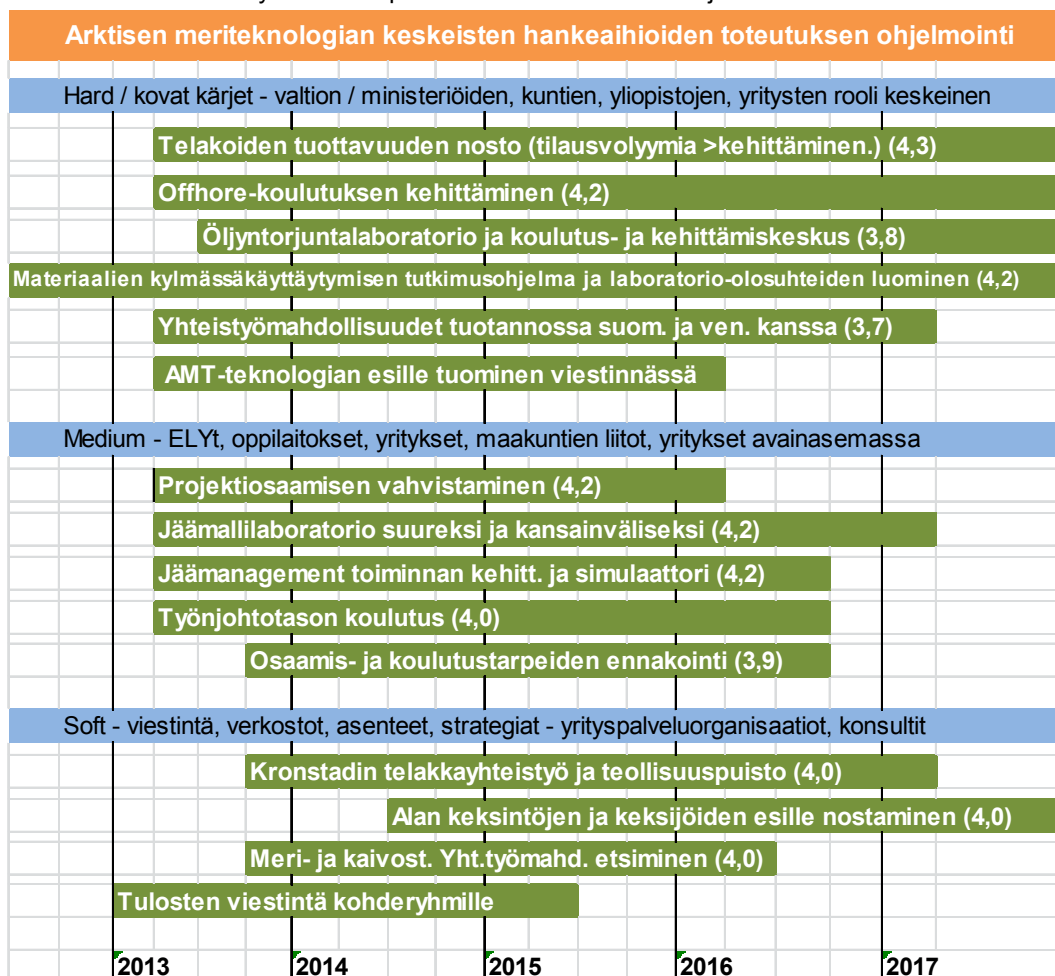 Arktisen meriteknologian keskeisten hankeaihioiden toteutuksen ohjelmointi
Hard / kovat kärjet - valtion / ministeriöiden, kuntien, yliopistojen, yritysten rooli keskeinen
Telakoiden tuottavuuden nosto (tilausvolyymia >kehittäminen.) (4,3)
Offhore-koulutuksen kehittäminen (4,2)
Öljyntorjuntalaboratorio ja koulutus- ja kehittämiskeskus (3,8)
Materiaalien kylmässäkäyttäytymisen tutkimusohjelma ja laboratorio-olosuhteiden luominen (4,2)
Yhteistyömahdollisuudet tuotannossa suom. ja ven. kanssa (3,7)
AMT-teknologian esille tuominen viestinnässä
Medium - ELYt, oppilaitokset, yritykset, maakuntien liitot, yritykset avainasemassa
Projektiosaamisen vahvistaminen (4,2)
Jäämallilaboratorio suureksi ja kansainväliseksi (4,2)
Jäämanagement toiminnan kehitt. ja simulaattori (4,2)
Työnjohtotason koulutus (4,0)
Osaamis- ja koulutustarpeiden ennakointi (3,9)
Soft - viestintä, verkostot, asenteet, strategiat - yrityspalveluorganisaatiot, konsultit
Kronstadin telakkayhteistyö ja teollisuuspuisto (4,0)
Alan keksintöjen ja keksijöiden esille nostaminen (4,0)
Meri- ja kaivost. Yht.työmahd. etsiminen (4,0)
Tulosten viestintä kohderyhmille
2013 2014 2015 2016 2017